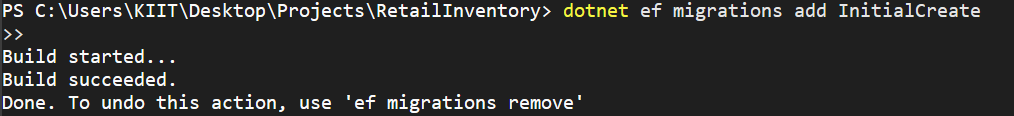 PS C:\Users\KIIT\Desktop\Projects\RetailInventory> dotnet ef migrations add InitialCreate
>>
Build started...
Build succeeded.
Done. To undo this action, use 'ef migrations remove'